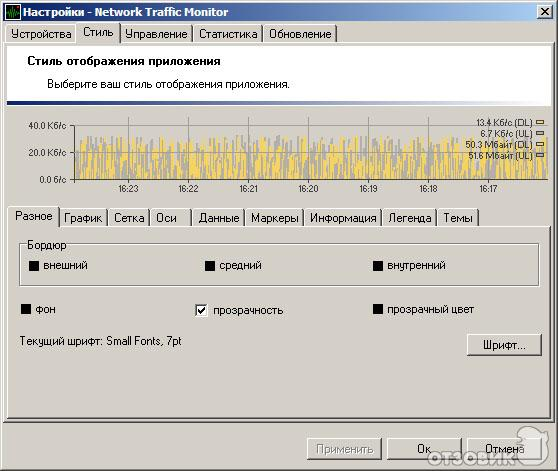 Настройки - Network Traffic Monitor
Устройства Стиль Управление Статистика Обновление
Стиль отображения приложения
Выберите ваш стиль отображения приложения.
40.0 Кб/с
20.0 Кб/с
0.0 б/с
13.4 Кб/с (DL)
6.7 Кб/с (UL)
50.3 Мбайт (DL)
51.6 Мбайт (UL)
16:23 16:22 16:21 16:20 16:19 16:18 16:17
Разное График Сетка Оси Данные Маркеры Информация Легенда Темы
Бордюр
внешний средний внутренний
фон прозрачность прозрачный цвет
Текущий шрифт: Small Fonts, 7pt
Шрифт...
Применить Ок Отмена
ОТЗОВИК